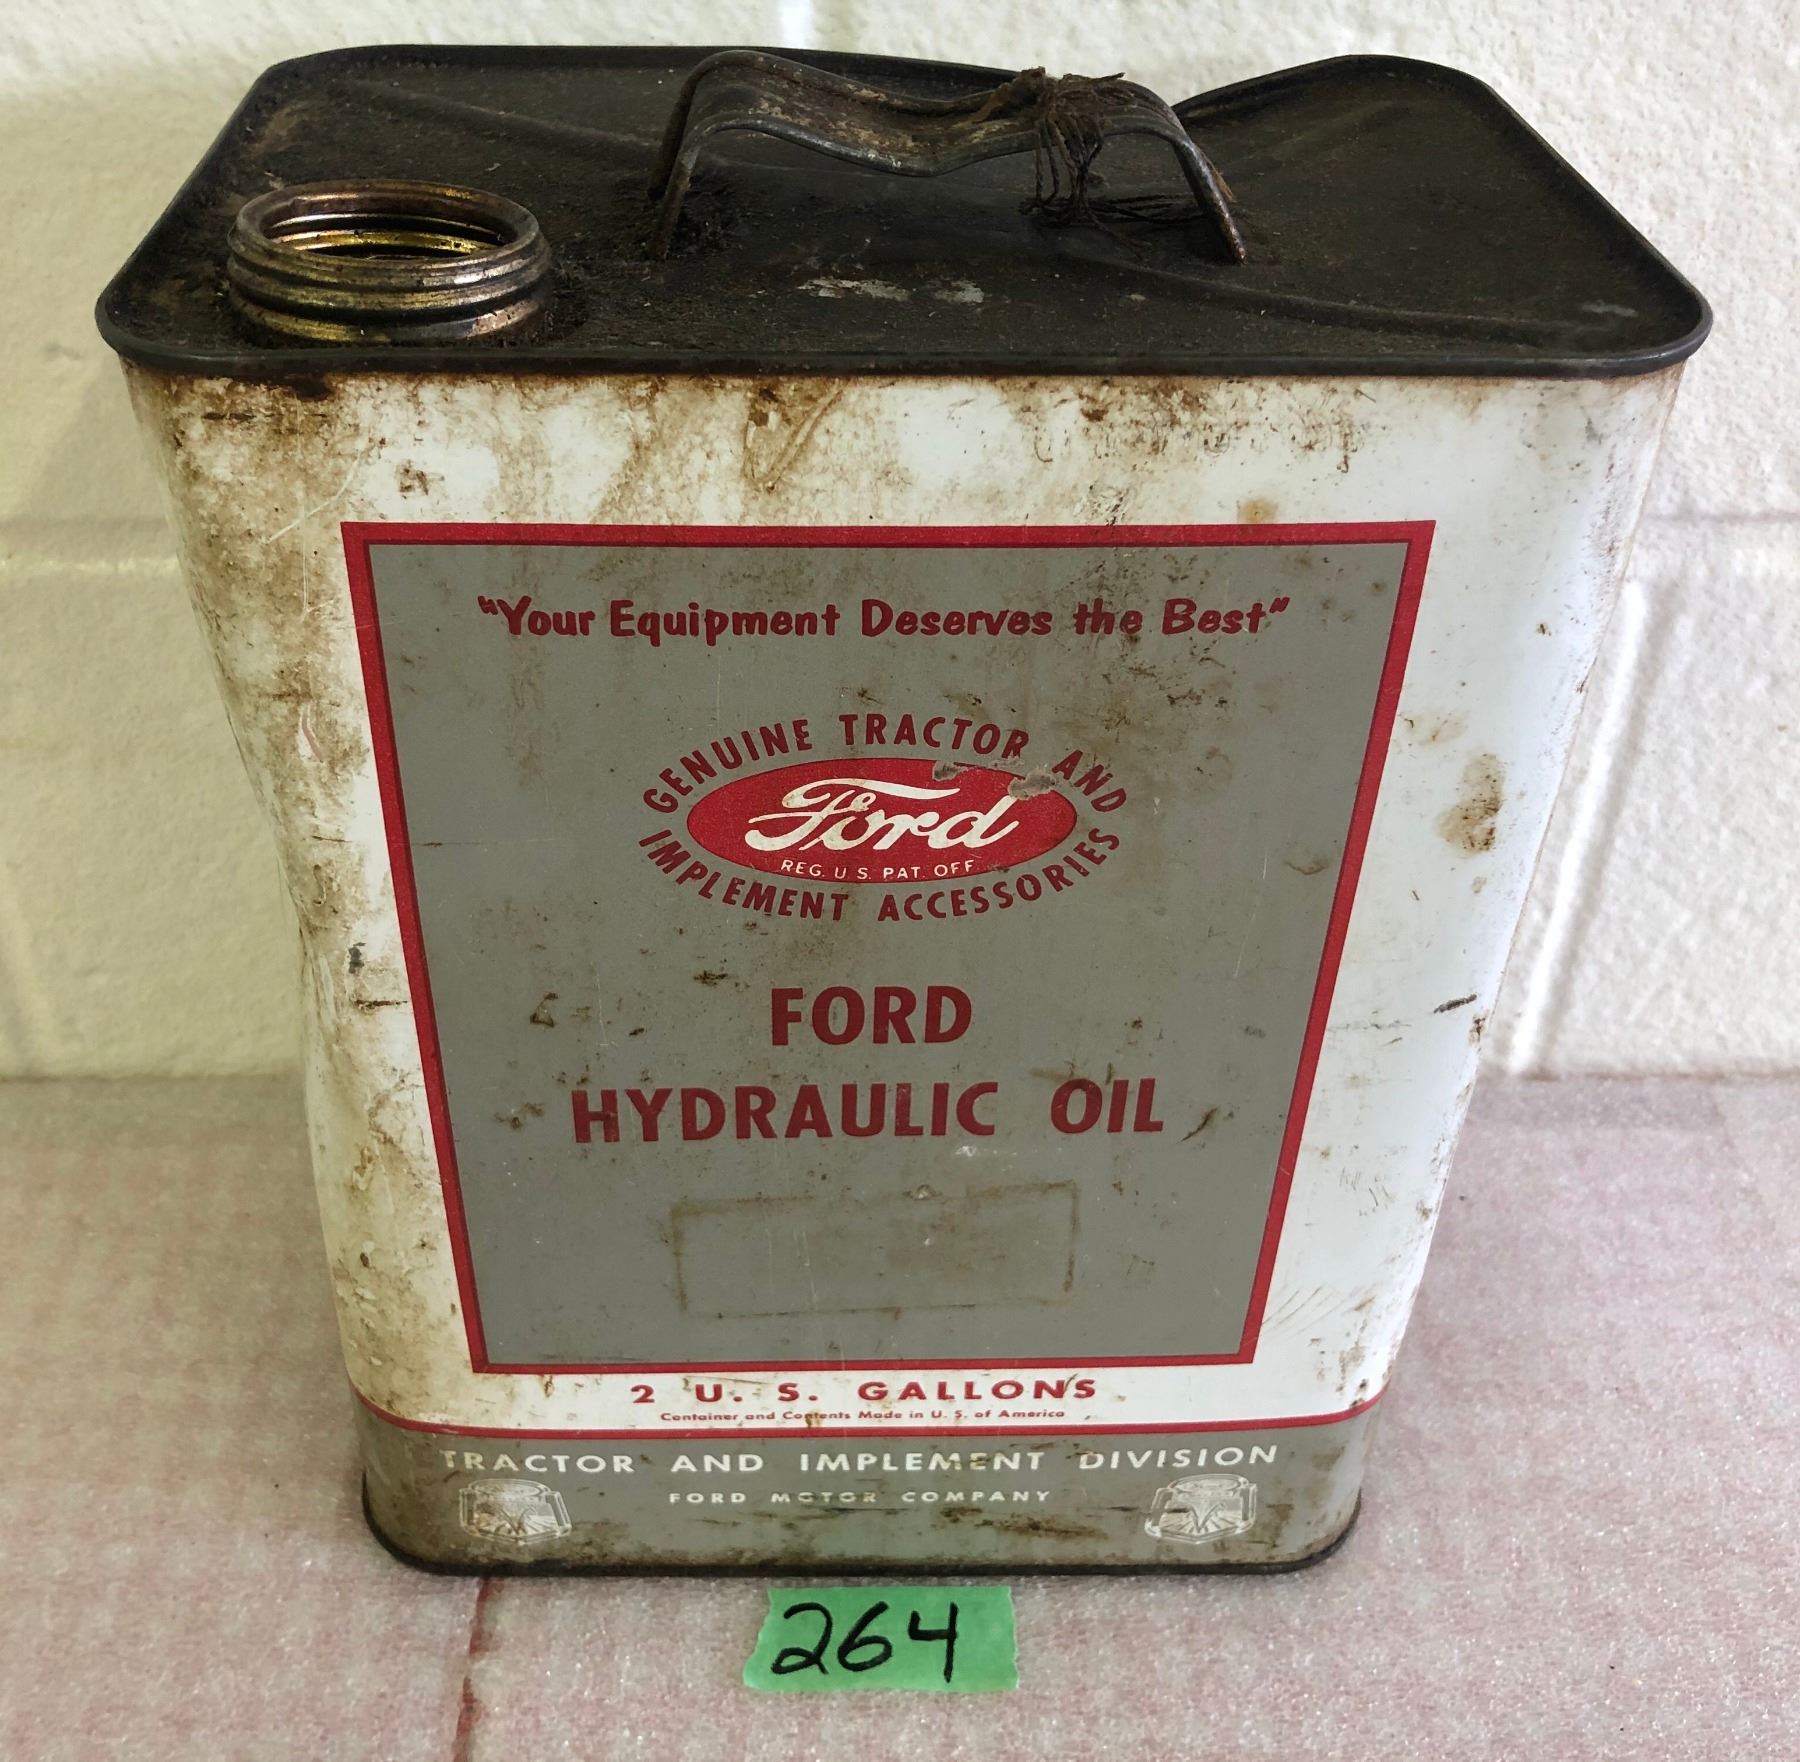 "Your Equipment Deserves the Best"
GENUINE TRACTOR AND
Ford
REG. U. S. PAT. OFF.
IMPLEMENT ACCESSORIES
FORD
HYDRAULIC OIL
2 U. S. GALLONS
Container and Contents Made in U. S. of America
TRACTOR AND IMPLEMENT DIVISION
FORD MOTOR COMPANY
264